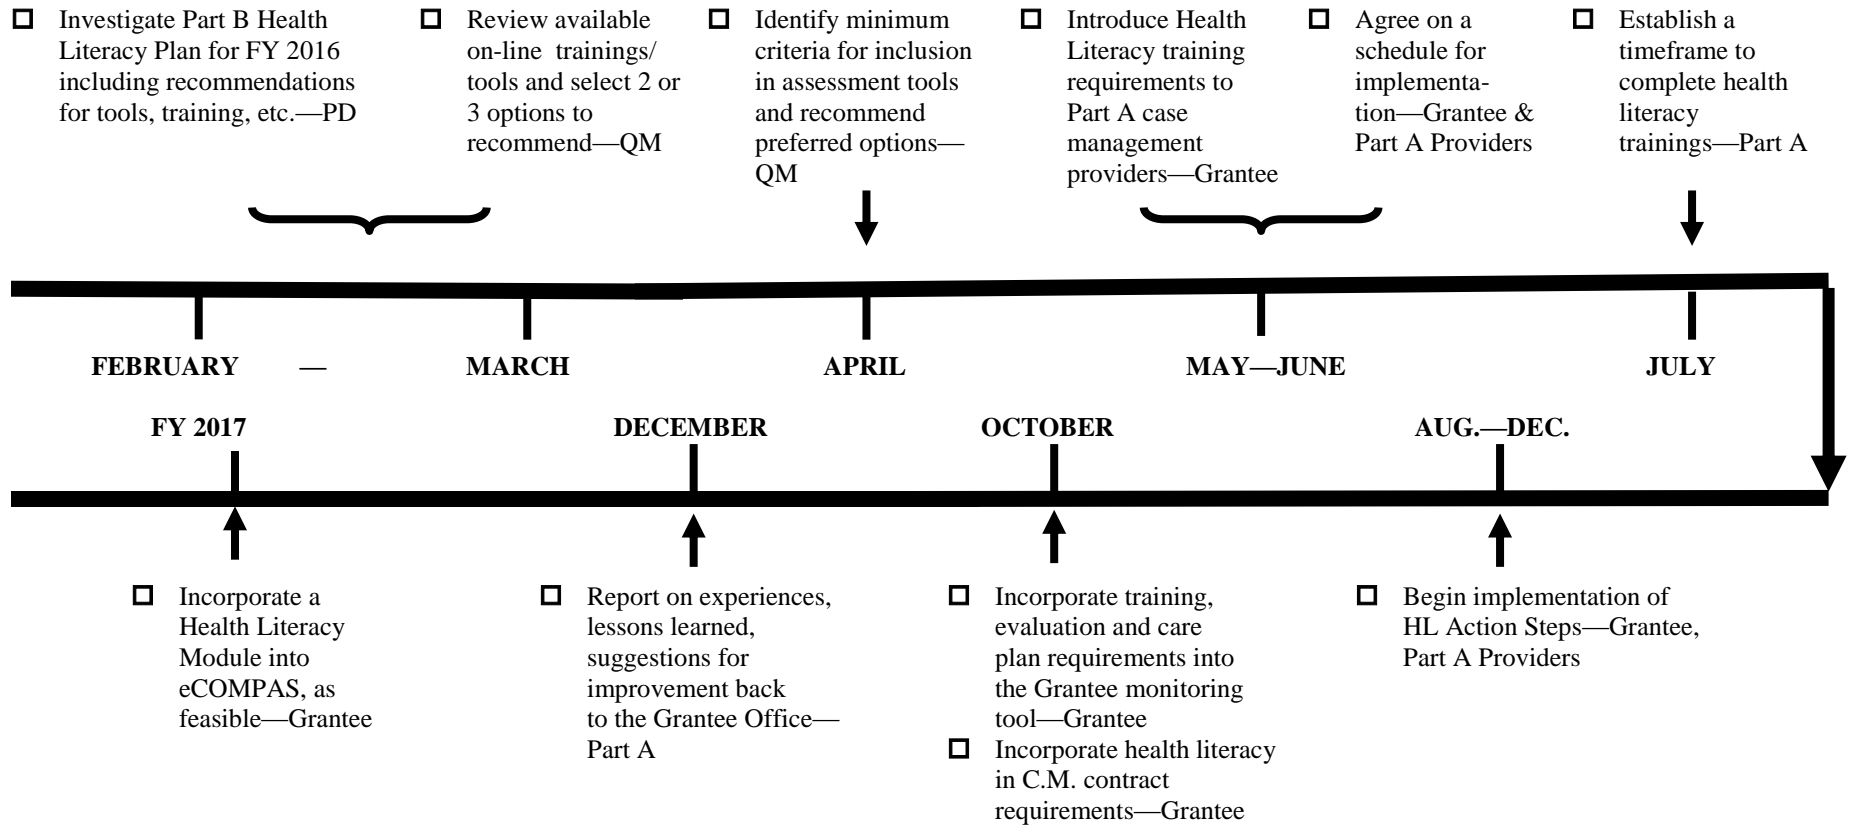 ☐ Investigate Part B Health
Literacy Plan for FY 2016
including recommendations
for tools, training, etc.—PD
☐ Review available
on-line trainings/
tools and select 2 or
3 options to
recommend—QM
☐ Identify minimum
criteria for inclusion
in assessment tools
and recommend
preferred options—
QM
☐ Introduce Health
Literacy training
requirements to
Part A case
management
providers—Grantee
☐ Agree on a
schedule for
implementa-
tion—Grantee &
Part A Providers
☐ Establish a
timeframe to
complete health
literacy
trainings—Part A
FEBRUARY — MARCH
APRIL
MAY—JUNE
JULY
FY 2017
DECEMBER
OCTOBER
AUG.—DEC.
☐ Incorporate a
Health Literacy
Module into
eCOMPAS, as
feasible—Grantee
☐ Report on experiences,
lessons learned,
suggestions for
improvement back
to the Grantee Office—
Part A
☐ Incorporate training,
evaluation and care
plan requirements into
the Grantee monitoring
tool—Grantee
☐ Incorporate health literacy
in C.M. contract
requirements—Grantee
☐ Begin implementation of
HL Action Steps—Grantee,
Part A Providers